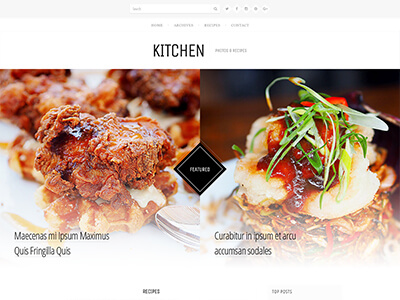 Search
HOME
ARCHIVES
RECIPES
CONTACT
KITCHEN
PHOTOS & RECIPES
FEATURED
Maecenas mi Ipsum Maximus
Quis Fringilla Quis
Curabitur in ipsum et arcu
accumsan sodales
RECIPES
TOP POSTS